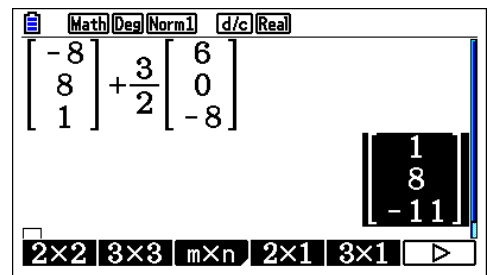 Math Deg Norm1 d/c Real
[-8 8 1] + 3/2 [6 0 -8]
[1 8 -11]
2×2 3×3 m×n 2×1 3×1 ▷